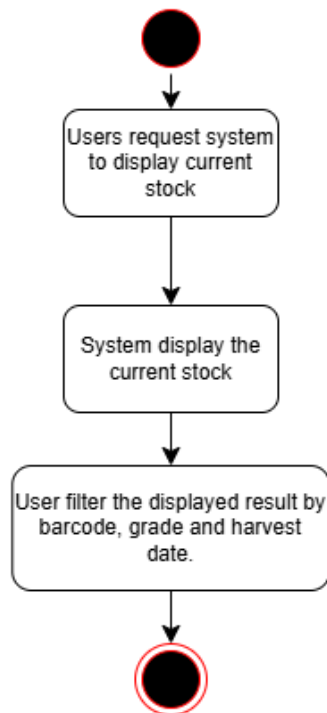 Users request system
to display current
stock
System display the
current stock
User filter the displayed result by
barcode, grade and harvest
date.